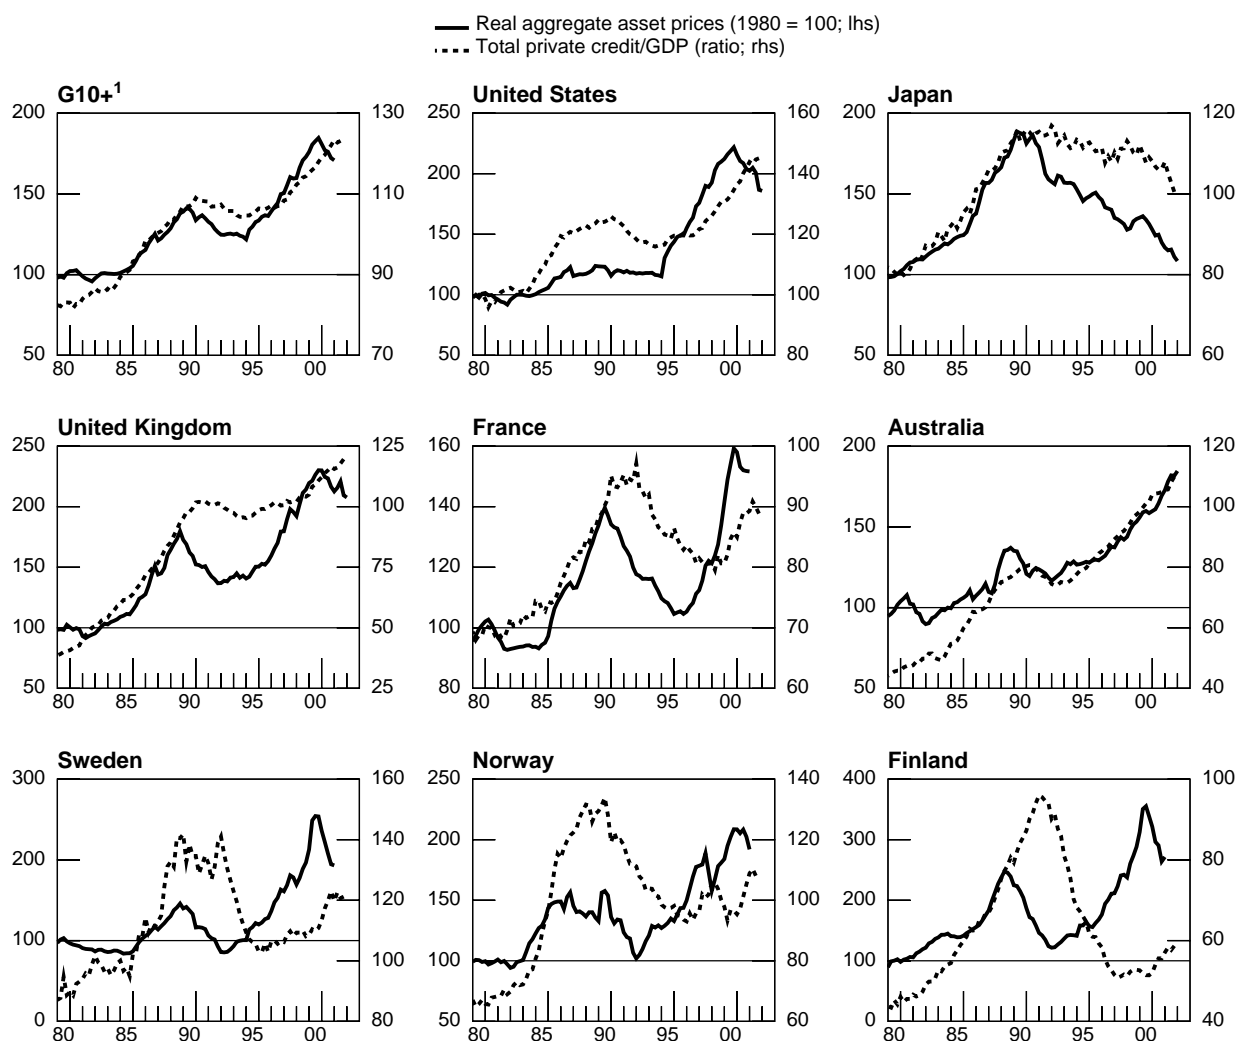 Real aggregate asset prices (1980 = 100; lhs)
Total private credit/GDP (ratio; rhs)
G10+¹ United States Japan
200 130 250 160 200 120
150 110 200 140 150 100
150 120
100 90 100 100 100 80
50 70 50 80 50 60
80 85 90 95 00 80 85 90 95 00 80 85 90 95 00
United Kingdom France Australia
250 125 160 100 200 120
200 100 140 90 150 100
150 75 120 80 80
100 50 100 70 100 60
50 25 80 60 50 40
80 85 90 95 00 80 85 90 95 00 80 85 90 95 00
Sweden Norway Finland
300 160 250 140 400 100
200 140 200 120 300 80
120 150 100 200
100 100 100 80 100 60
0 80 50 60 0 40
80 85 90 95 00 80 85 90 95 00 80 85 90 95 00